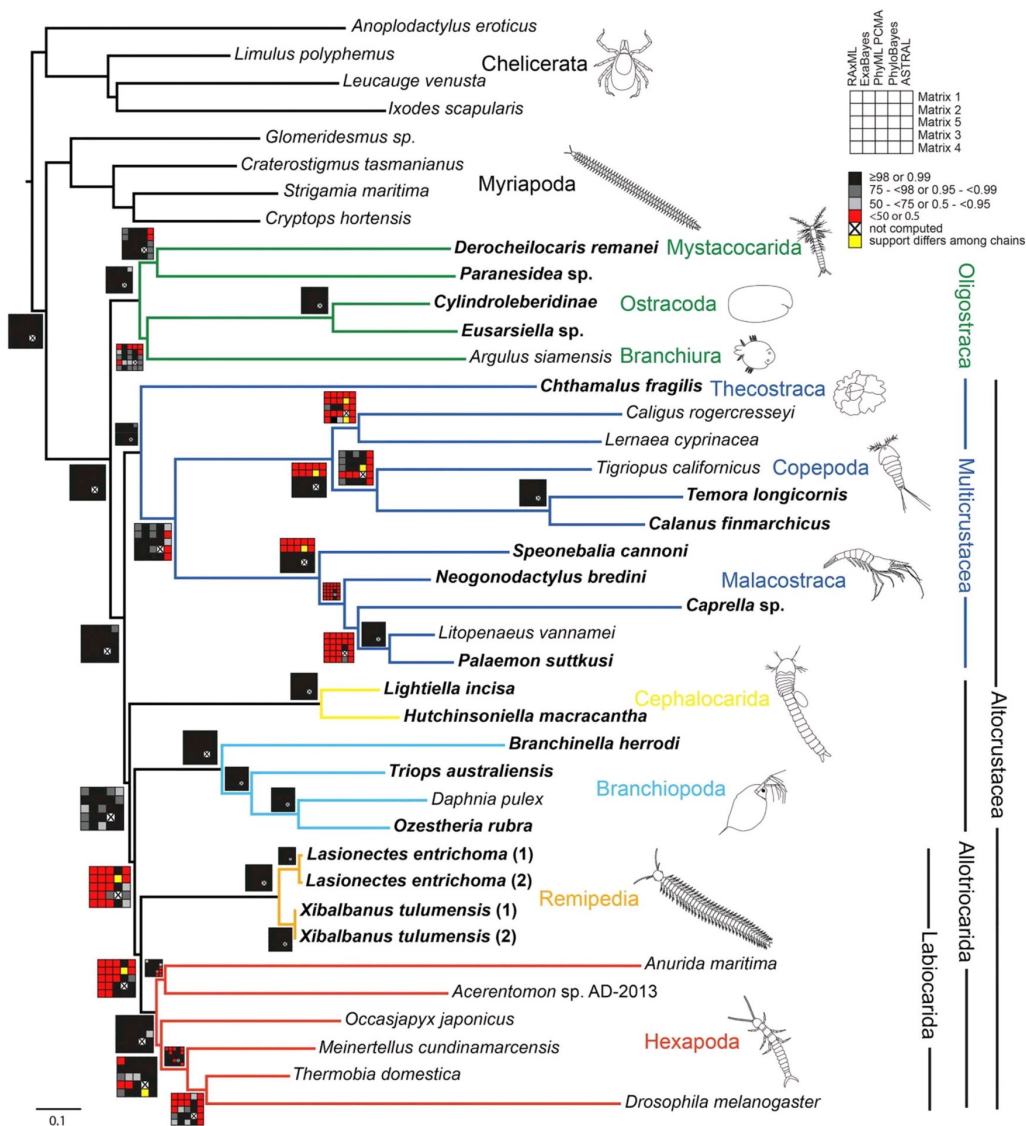 Anoplodactylus eroticus
Limulus polyphemus
Chelicerata
Leucauge venusta
Ixodes scapularis
RAxML
ExaBayes
PhyML PCMA
PhyloBayes
ASTRAL
Matrix 1
Matrix 2
Matrix 5
Matrix 3
Matrix 4
≥98 or 0.99
75 - <98 or 0.95 - <0.99
50 - <75 or 0.5 - <0.95
<50 or 0.5
not computed
support differs among chains
Glomeridesmus sp.
Craterostigmus tasmanianus
Myriapoda
Strigamia maritima
Cryptops hortensis
Derocheilocaris remanei Mystacocarida
Paranesidea sp.
Cylindroleberidinae Ostracoda
Eusarsiella sp.
Argulus siamensis Branchiura
Oligostraca
Chthamalus fragilis Thecostraca
Caligus rogercresseyi
Lernaea cyprinacea
Tigriopus californicus Copepoda
Temora longicornis
Calanus finmarchicus
Multicrustacea
Speonebalia cannoni
Neogonodactylus bredini Malacostraca
Caprella sp.
Litopenaeus vannamei
Palaemon suttkusi
Lightiella incisa Cephalocarida
Hutchinsoniella macracantha
Altocrustacea
Branchinella herrodi
Triops australiensis
Branchiopoda
Daphnia pulex
Ozestheria rubra
Allotriocarida
Lasionectes entrichoma (1)
Lasionectes entrichoma (2)
Remipedia
Xibalbanus tulumensis (1)
Xibalbanus tulumensis (2)
Labiocarida
Anurida maritima
Acerentomon sp. AD-2013
Occasjapyx japonicus
Hexapoda
Meinertellus cundinamarcensis
Thermobia domestica
Drosophila melanogaster
0.1